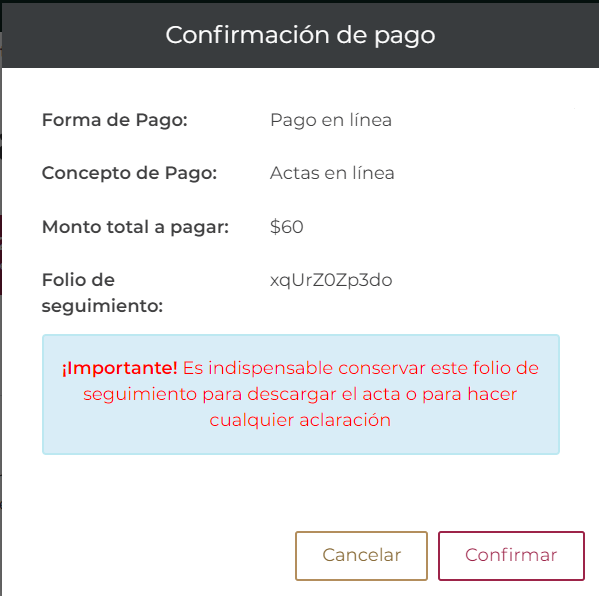 Confirmación de pago
Forma de Pago: Pago en línea
Concepto de Pago: Actas en línea
Monto total a pagar: $60
Folio de seguimiento: xqUrZ0Zp3do
¡Importante! Es indispensable conservar este folio de
seguimiento para descargar el acta o para hacer
cualquier aclaración
Cancelar Confirmar